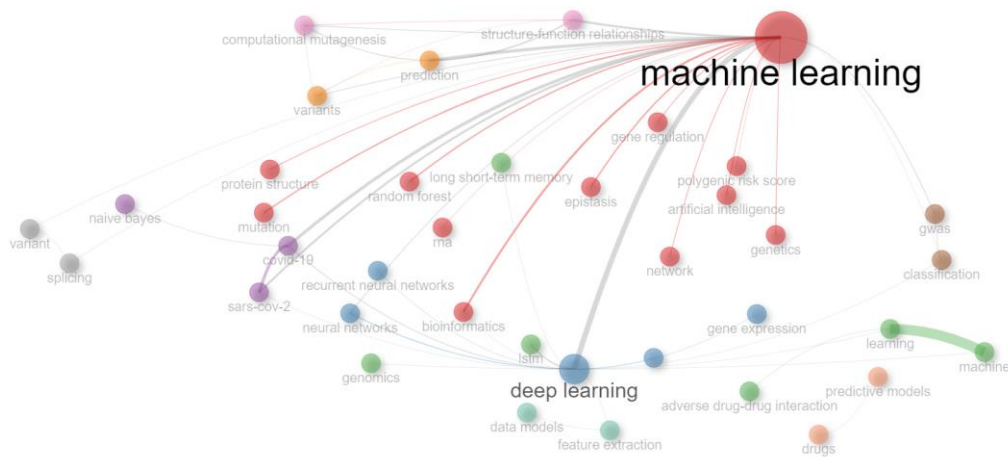 structure-function relationships
computational mutagenesis
machine learning
prediction
variants
gene regulation
long short-term memory
protein structure
random forest
polygenic risk score
epistasis
artificial intelligence
naive bayes
mutation
rna
gwas
variant
covid-19
genetics
splicing
network
classification
recurrent neural networks
sars-cov-2
neural networks
bioinformatics
gene expression
learning
lstm
machine
genomics
deep learning
predictive models
adverse drug-drug interaction
data models
feature extraction
drugs